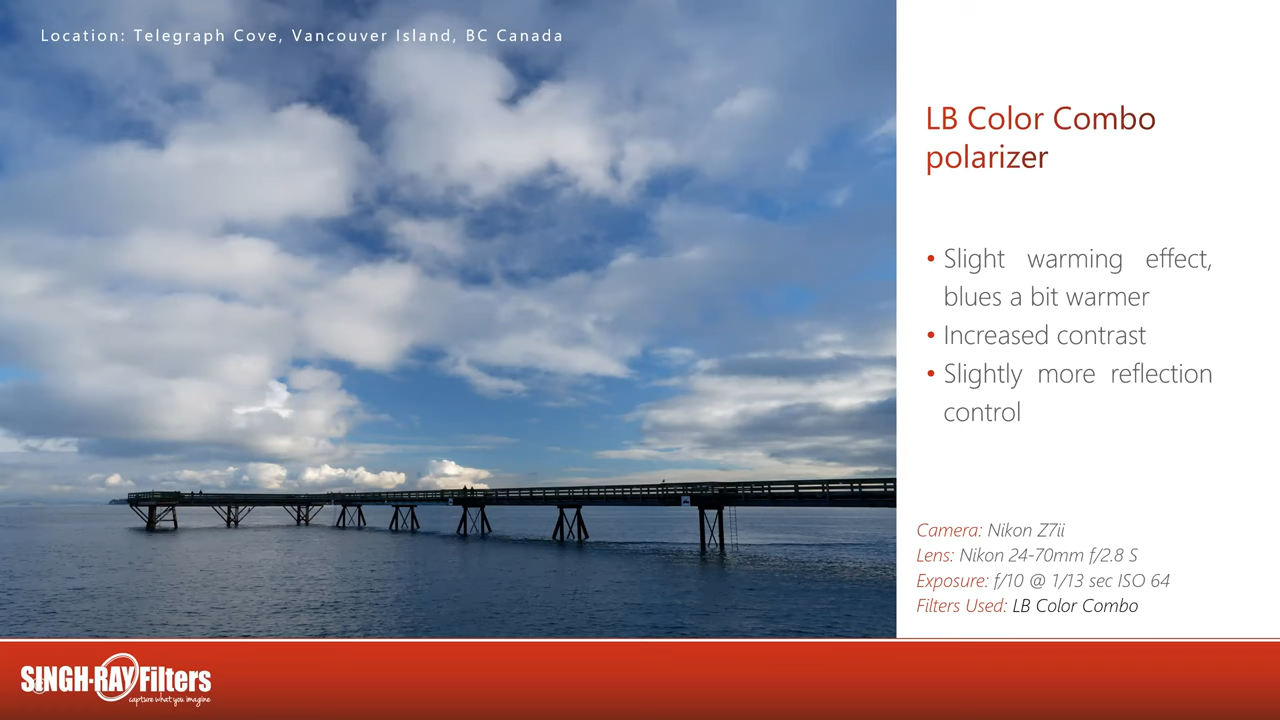 Location: Telegraph Cove, Vancouver Island, BC Canada
LB Color Combo
polarizer
• Slight warming effect,
blues a bit warmer
• Increased contrast
• Slightly more reflection
control
Camera: Nikon Z7ii
Lens: Nikon 24-70mm f/2.8 S
Exposure: f/10 @ 1/13 sec ISO 64
Filters Used: LB Color Combo
SINGH-RAY Filters
capture what you imagine